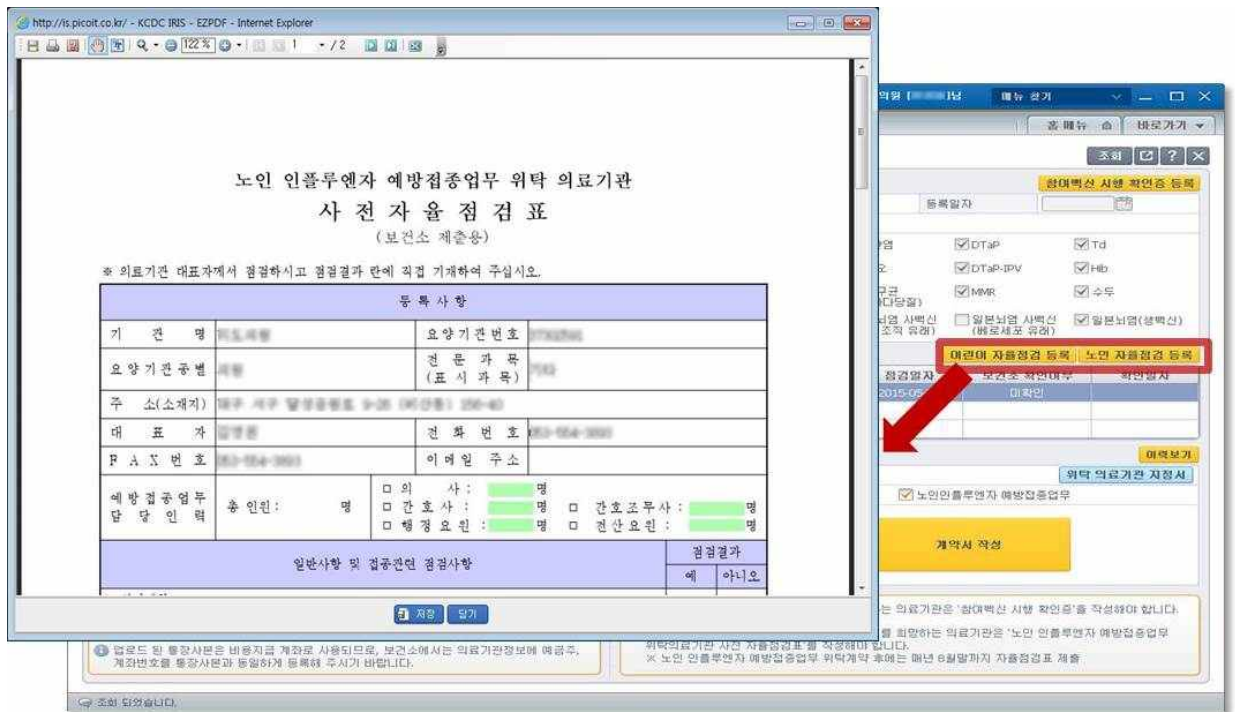 http://is.picoit.co.kr/ - KCDC IRIS - EZPDF - Internet Explorer
122 %
1 / 2
노인 인플루엔자 예방접종업무 위탁 의료기관
사 전 자 율 점 검 표
(보건소 제출용)
※ 의료기관 대표자께서 점검하시고 점검결과 란에 직접 기재하여 주십시오.
등 록 사 항
기 관 명
요양기관번호
요양기관종별
전 문 과 목
(표 시 과 목)
주 소(소재지)
대 표 자
전 화 번 호
F A X 번 호
이메일 주소
예방접종업무
담 당 인 력
총 인원: 명
□ 의 사 : 명
□ 간 호 사 : 명 □ 간호조무사 : 명
□ 행 정 요 원 : 명 □ 전산요원 : 명
일반사항 및 접종관련 점검사항
점검결과
예 아니오
저장 닫기
의원 [ ]님 메뉴 찾기
홈 메뉴 바로가기
조회 ?
참여백신 시행 확인증 등록
등록일자
DTaP Td
DTaP-IPV Hib
MMR 수두
일본뇌염 사백신
(베로세포 유래)
일본뇌염(생백신)
조직 유래)
어린이 자율점검 등록 노인 자율점검 등록
점검일자 보건소 확인여부 확인일자
2015-05 미확인
이력보기
위탁 의료기관 지정서
노인인플루엔자 예방접종업무
계약서 작성
는 의료기관은 '참여백신 시행 확인증'을 작성해야 합니다.
를 희망하는 의료기관은 '노인 인플루엔자 예방접종업무
위탁의료기관 사전 자율점검표'를 작성해야 합니다.
※ 노인 인플루엔자 예방접종업무 위탁계약 후에는 매년 6월말까지 자율점검표 제출
업로드 된 통장사본은 비용지급 계좌로 사용되므로, 보건소에서는 의료기관정보에 예금주,
계좌번호를 통장사본과 동일하게 등록해 주시기 바랍니다.
조회 되었습니다.